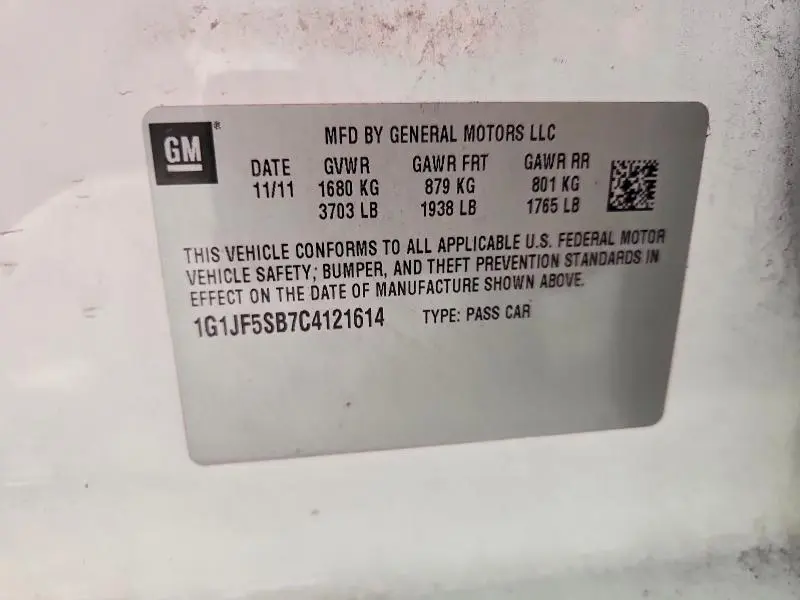 GM®
MFD BY GENERAL MOTORS LLC
DATE GVWR GAWR FRT GAWR RR
11/11 1680 KG 879 KG 801 KG
3703 LB 1938 LB 1765 LB
THIS VEHICLE CONFORMS TO ALL APPLICABLE U.S. FEDERAL MOTOR
VEHICLE SAFETY; BUMPER, AND THEFT PREVENTION STANDARDS IN
EFFECT ON THE DATE OF MANUFACTURE SHOWN ABOVE.
1G1JF5SB7C4121614 TYPE: PASS CAR